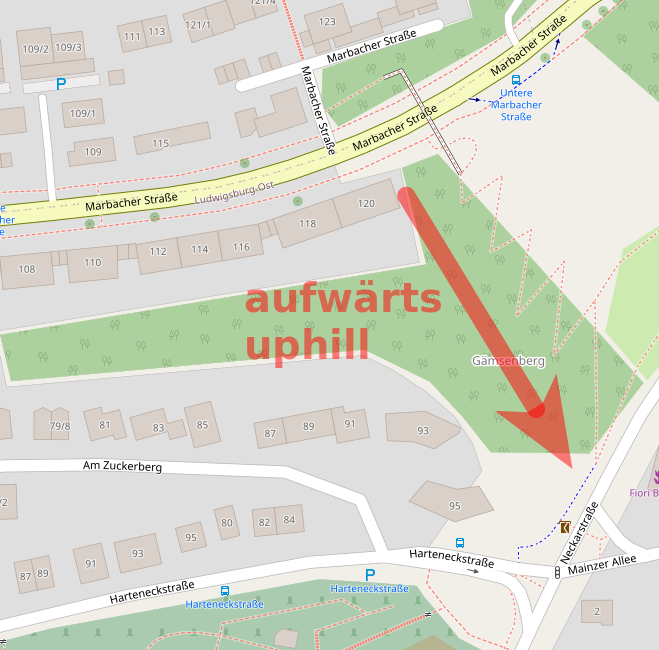 121/4
123
121/1
109/2
109/3
111
113
Marbacher Straße
Marbacher Straße
P
Untere
Marbacher
Straße
Marbacher Straße
109/1
115
109
Marbacher Straße
Marbacher Straße
Ludwigsburg-Ost
e
her
e
120
118
116
114
112
110
108
aufwärts
uphill
Gämsenberg
79/8
81
83
85
87
89
91
93
Am Zuckerberg
/2
95
Fiori B
Neckarstraße
80
82
84
95
93
91
87
89
Harteneckstraße
Mainzer Allee
P
Harteneckstraße
Harteneckstraße
Harteneckstraße
2